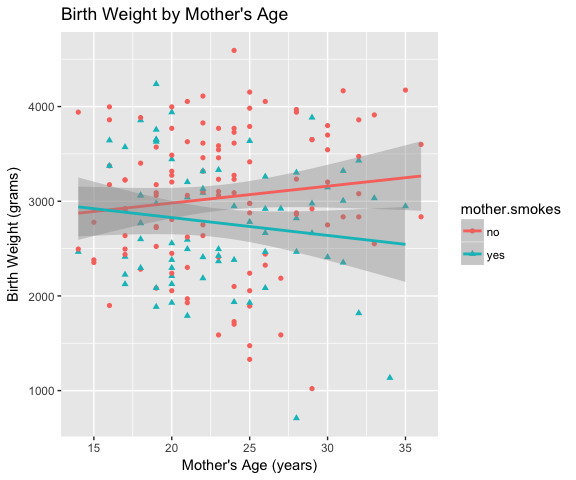 Birth Weight by Mother's Age
Birth Weight (grams)
4000
3000
2000
1000
15 20 25 30 35
Mother's Age (years)
mother.smokes
no
yes